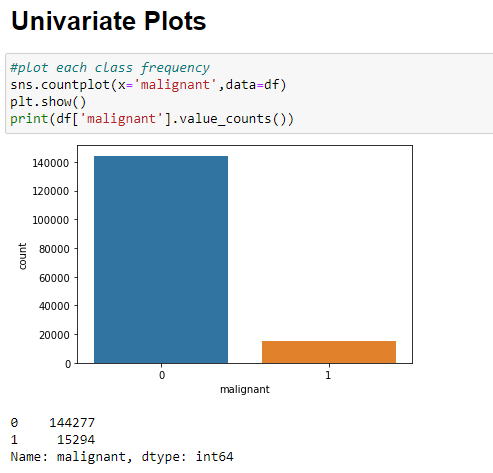 Univariate Plots
#plot each class frequency
sns.countplot(x='malignant',data=df)
plt.show()
print(df['malignant'].value_counts())
140000
120000
100000
80000
60000
40000
20000
0
count
0 1
malignant
0    144277
1     15294
Name: malignant, dtype: int64